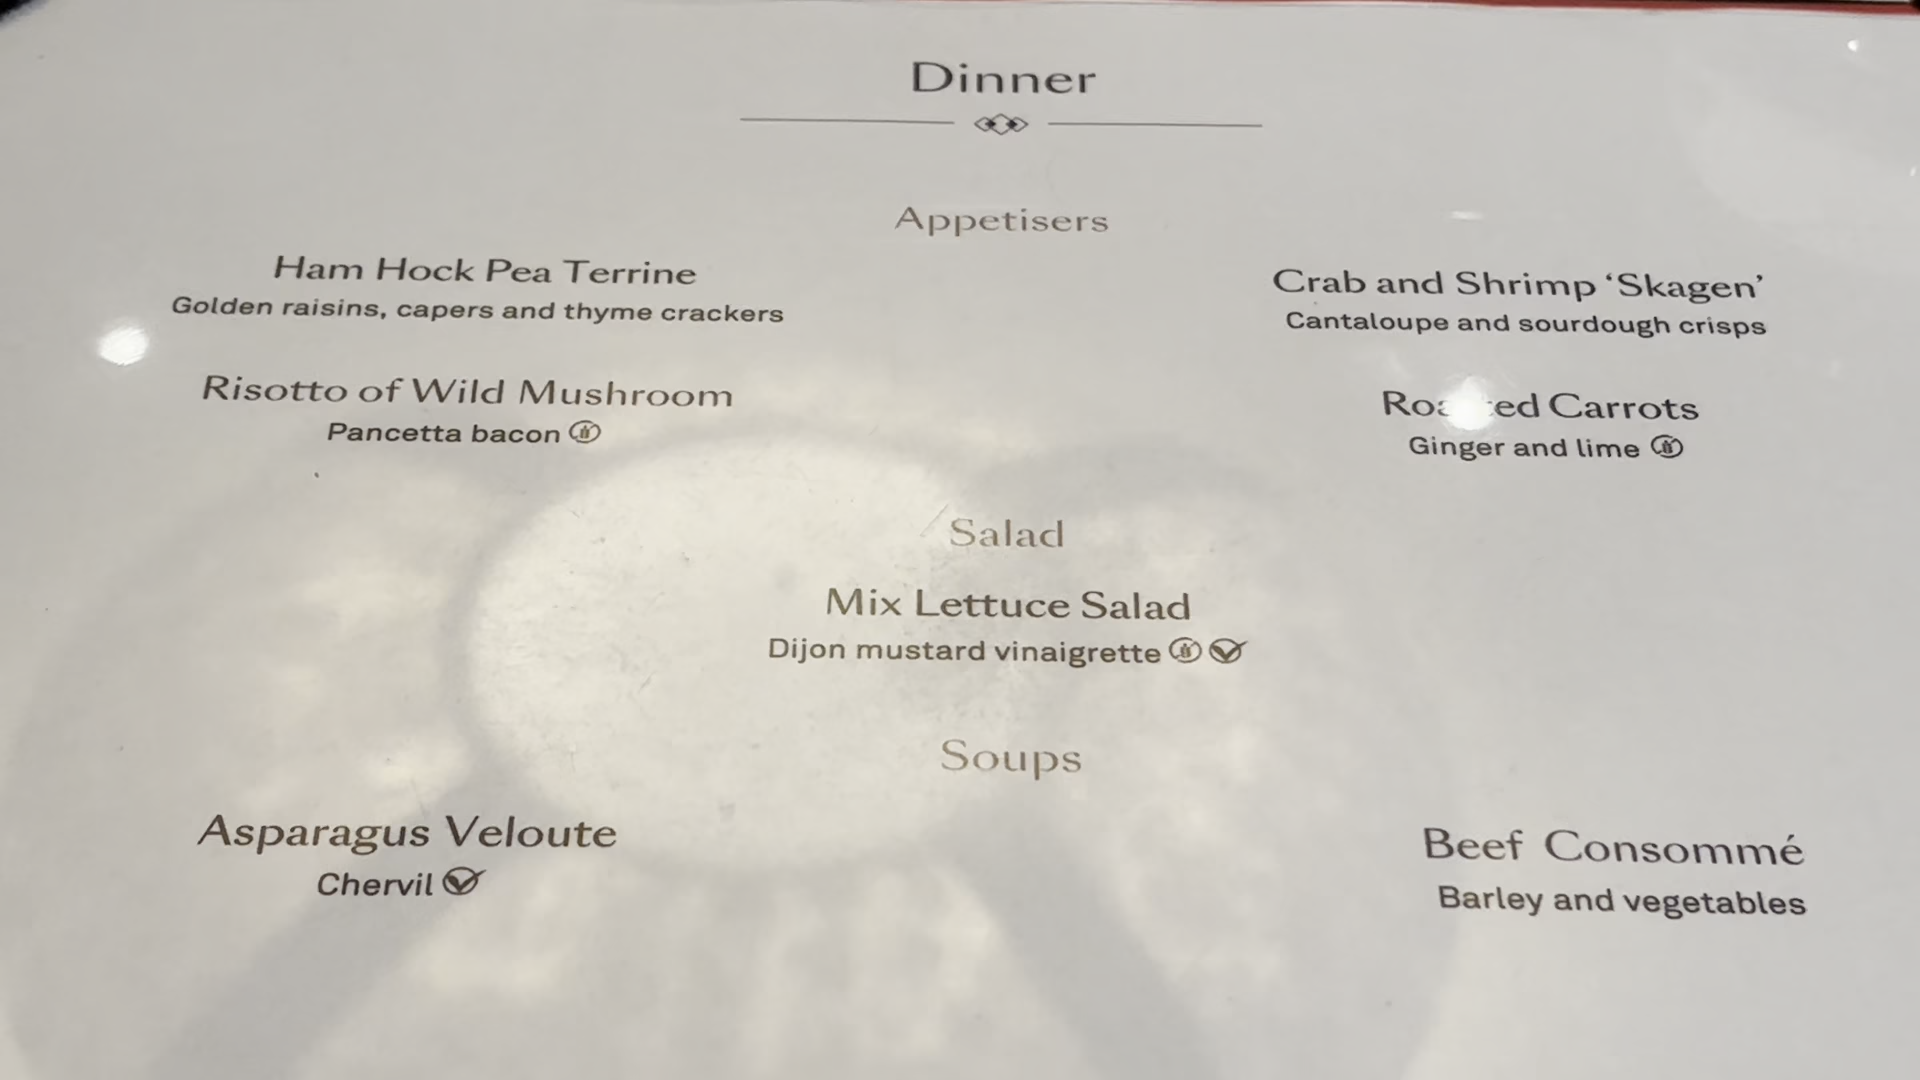 Dinner
Appetisers
Ham Hock Pea Terrine
Golden raisins, capers and thyme crackers
Crab and Shrimp ‘Skagen’
Cantaloupe and sourdough crisps
Risotto of Wild Mushroom
Pancetta bacon
Carrots
Ginger and lime
Salad
Mix Lettuce Salad
Dijon mustard vinaigrette
Soups
Asparagus Veloute
Chervil
Beef Consommé
Barley and vegetables